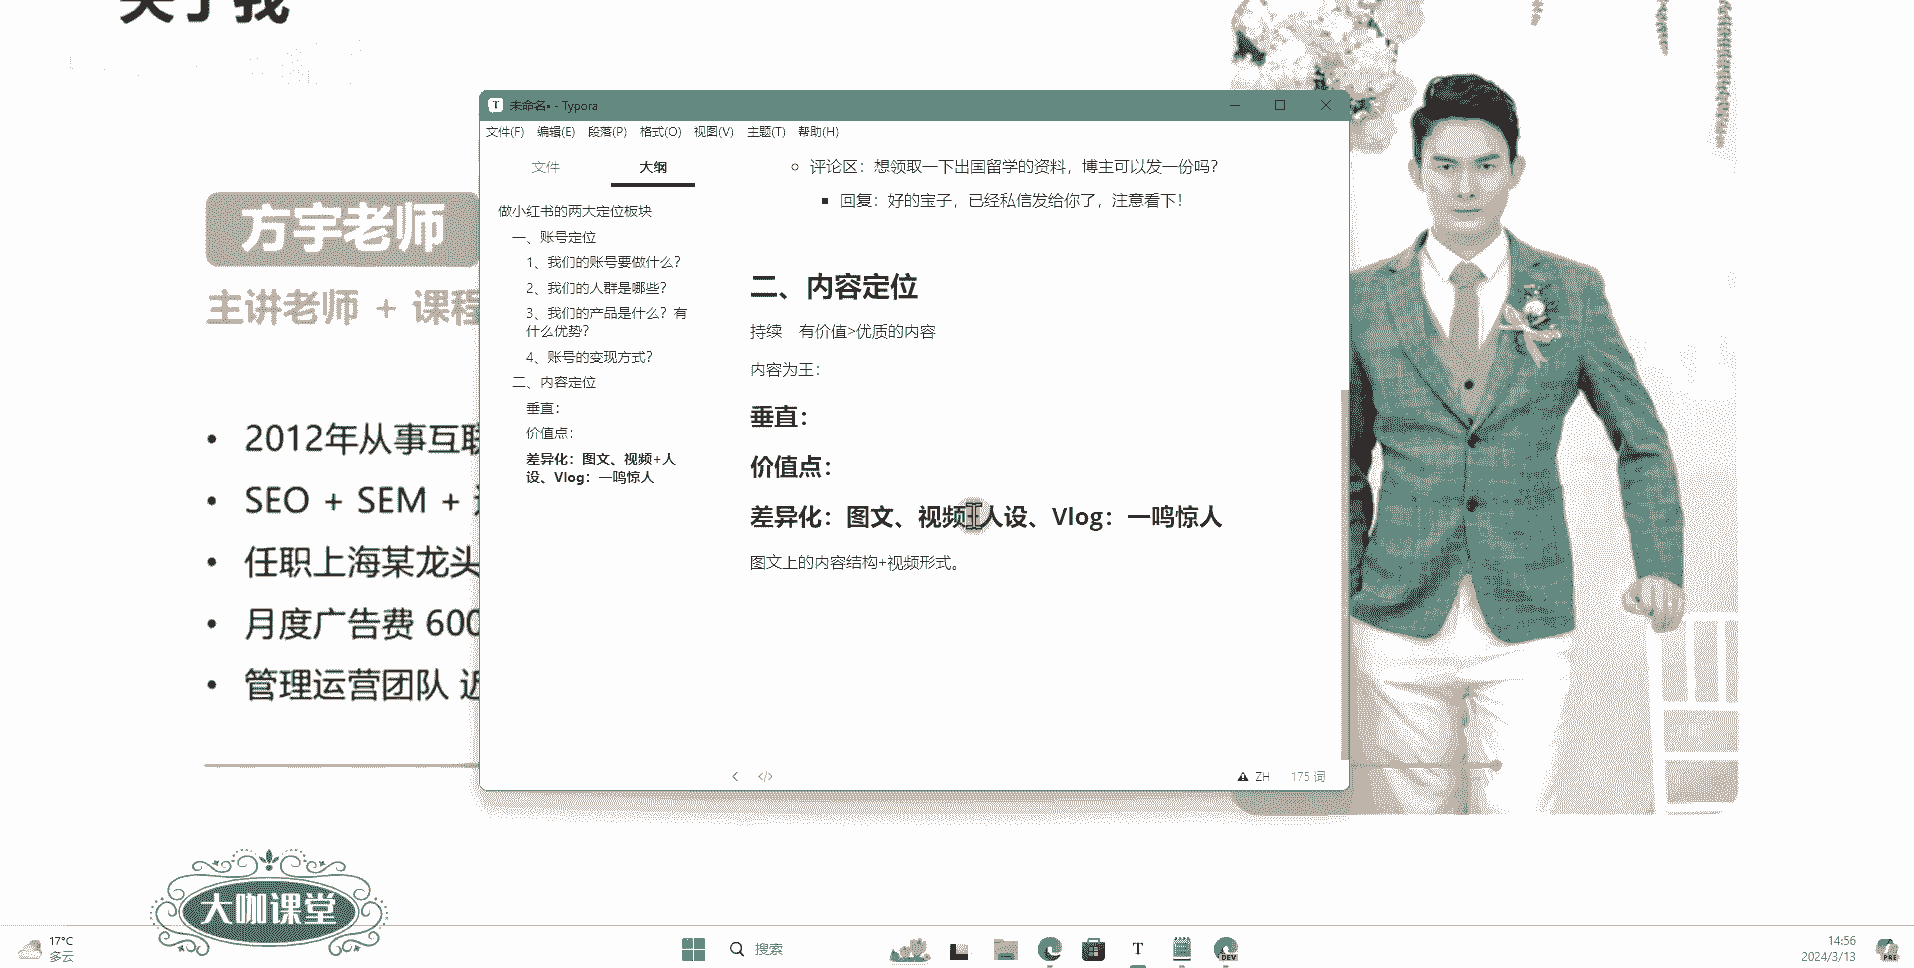 关于我
方宇老师
主讲老师 + 课程
2012年从事互联
SEO + SEM +
任职上海某龙头
月度广告费 600
管理运营团队 近
未命名• - Typora
文件(F) 编辑(E) 段落(P) 格式(O) 视图(V) 主题(T) 帮助(H)
文件 大纲
做小红书的两大定位板块
一、账号定位
1、我们的账号要做什么？
2、我们的人群是哪些？
3、我们的产品是什么？有
什么优势？
4、账号的变现方式？
二、内容定位
垂直：
价值点：
差异化：图文、视频+人
设、Vlog：一鸣惊人
评论区：想领取一下出国留学的资料，博主可以发一份吗？
回复：好的宝子，已经私信发给你了，注意看下！
二、内容定位
持续 有价值>优质的内容
内容为王：
垂直：
价值点：
差异化：图文、视频+人设、Vlog：一鸣惊人
图文上的内容结构+视频形式。
</> ZH 175 词
大咖课堂
17°C
多云
搜索
T
DEV
14:56
2024/3/13
PRE